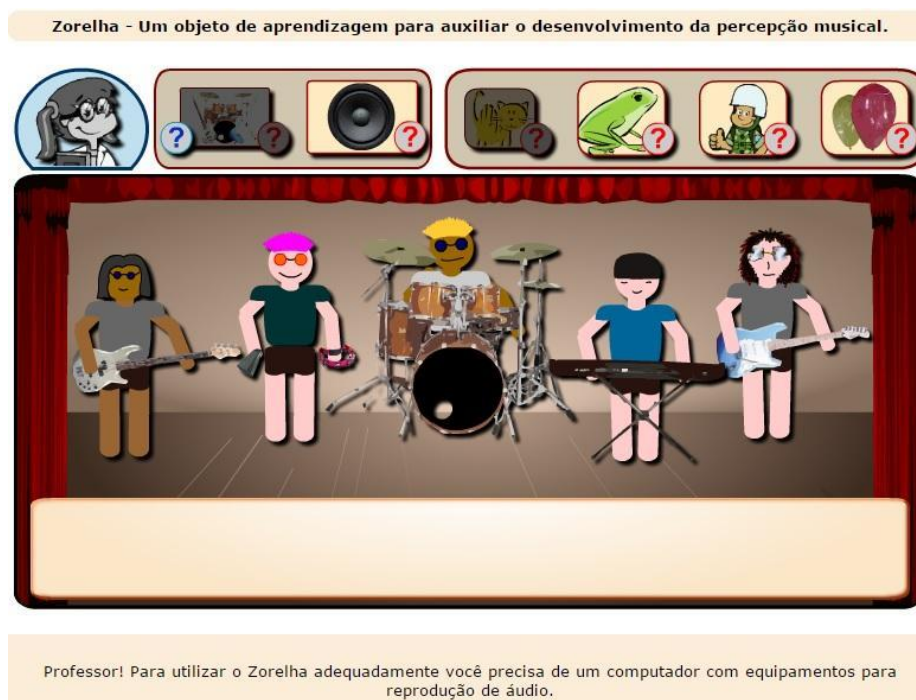 Zorelha - Um objeto de aprendizagem para auxiliar o desenvolvimento da percepção musical.
? ? ? ? ? ? ?
Professor! Para utilizar o Zorelha adequadamente você precisa de um computador com equipamentos para
reprodução de áudio.